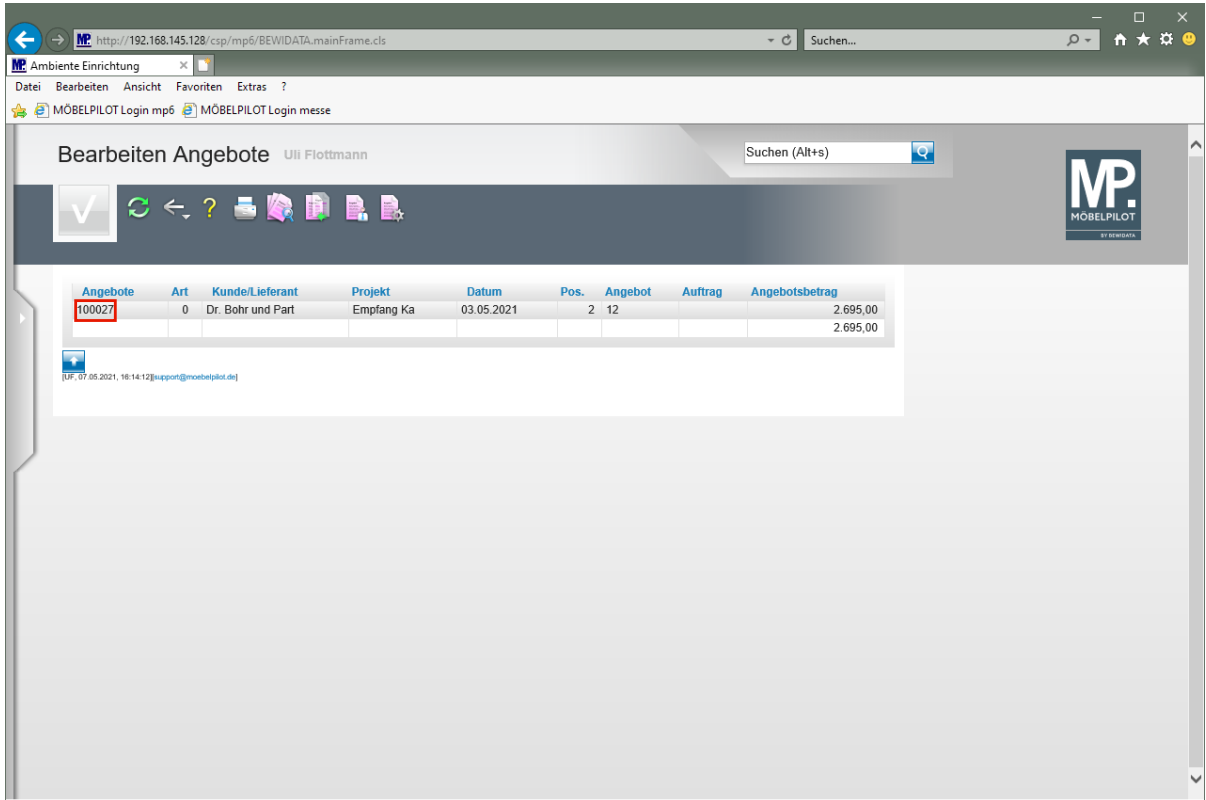 http://192.168.145.128/csp/mp6/BEWIDATA.mainFrame.cls
Suchen...
Ambiente Einrichtung
Datei Bearbeiten Ansicht Favoriten Extras ?
MÖBELPILOT Login mp6 MÖBELPILOT Login messe
Bearbeiten Angebote Uli Flottmann
Suchen (Alt+s)
MP.
MÖBELPILOT
BY BEWIDATA
Angebote Art Kunde/Lieferant Projekt Datum Pos. Angebot Auftrag Angebotsbetrag
100027 0 Dr. Bohr und Part Empfang Ka 03.05.2021 2 12 2.695,00
2.695,00
[UF, 07.05.2021, 16:14:12][support@moebelpilot.de]